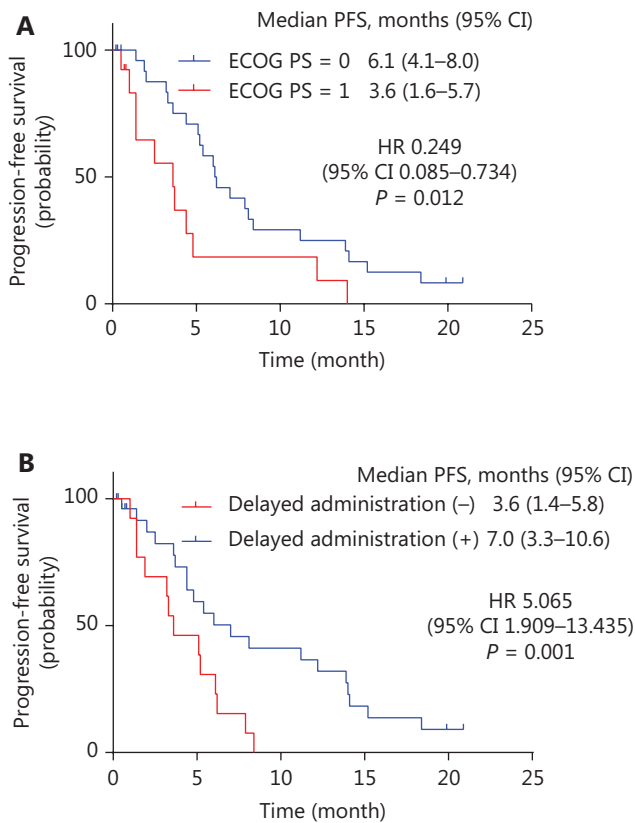 A
Median PFS, months (95% CI)
ECOG PS = 0 6.1 (4.1–8.0)
ECOG PS = 1 3.6 (1.6–5.7)
HR 0.249
(95% CI 0.085–0.734)
P = 0.012
Progression-free survival
(probability)
100
50
0
0 5 10 15 20 25
Time (month)
B
Median PFS, months (95% CI)
Delayed administration (–) 3.6 (1.4–5.8)
Delayed administration (+) 7.0 (3.3–10.6)
HR 5.065
(95% CI 1.909–13.435)
P = 0.001
Progression-free survival
(probability)
100
50
0
0 5 10 15 20 25
Time (month)